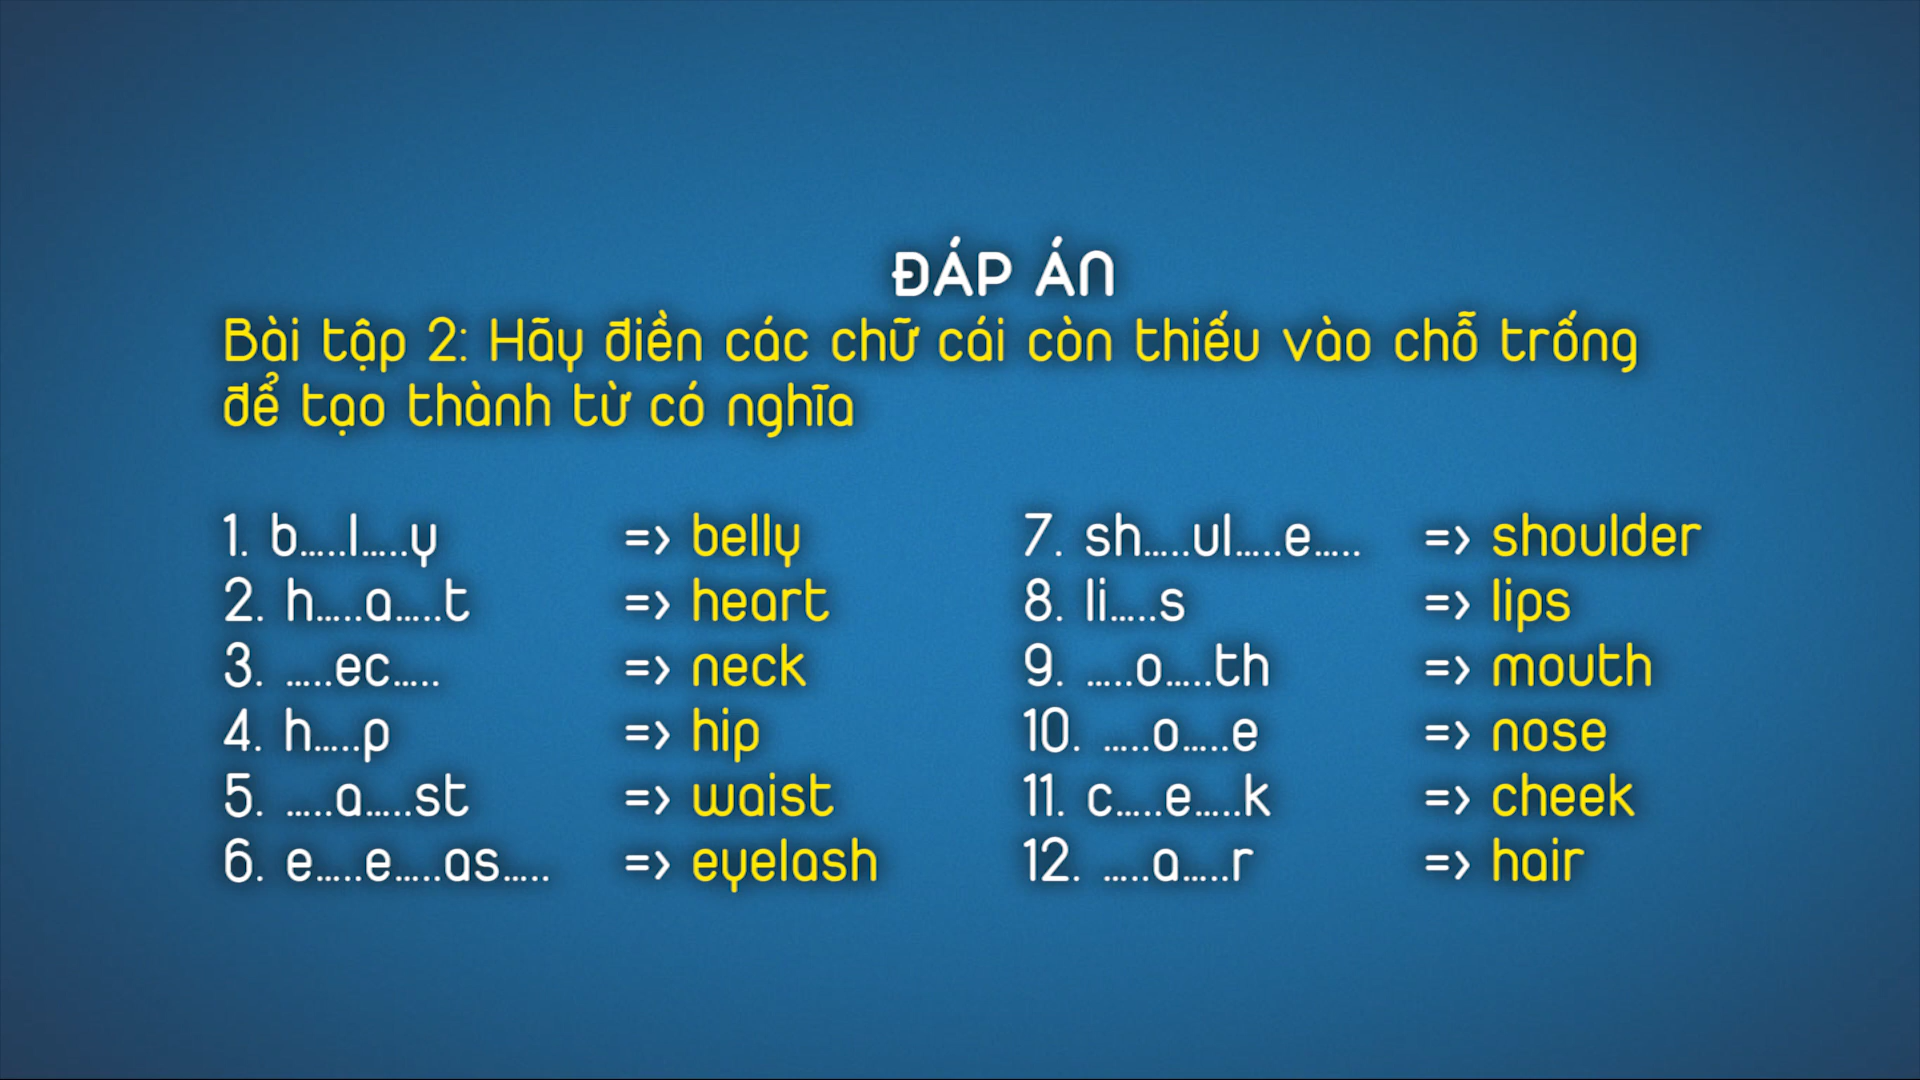 ĐÁP ÁN
Bài tập 2: Hãy điền các chữ cái còn thiếu vào chỗ trống
để tạo thành từ có nghĩa
1. b.....l.....y => belly
2. h.....a.....t => heart
3. .....ec..... => neck
4. h.....p => hip
5. .....a.....st => waist
6. e.....e.....as..... => eyelash
7. sh.....ul.....e..... => shoulder
8. li.....s => lips
9. .....o.....th => mouth
10. .....o.....e => nose
11. c.....e.....k => cheek
12. .....a.....r => hair